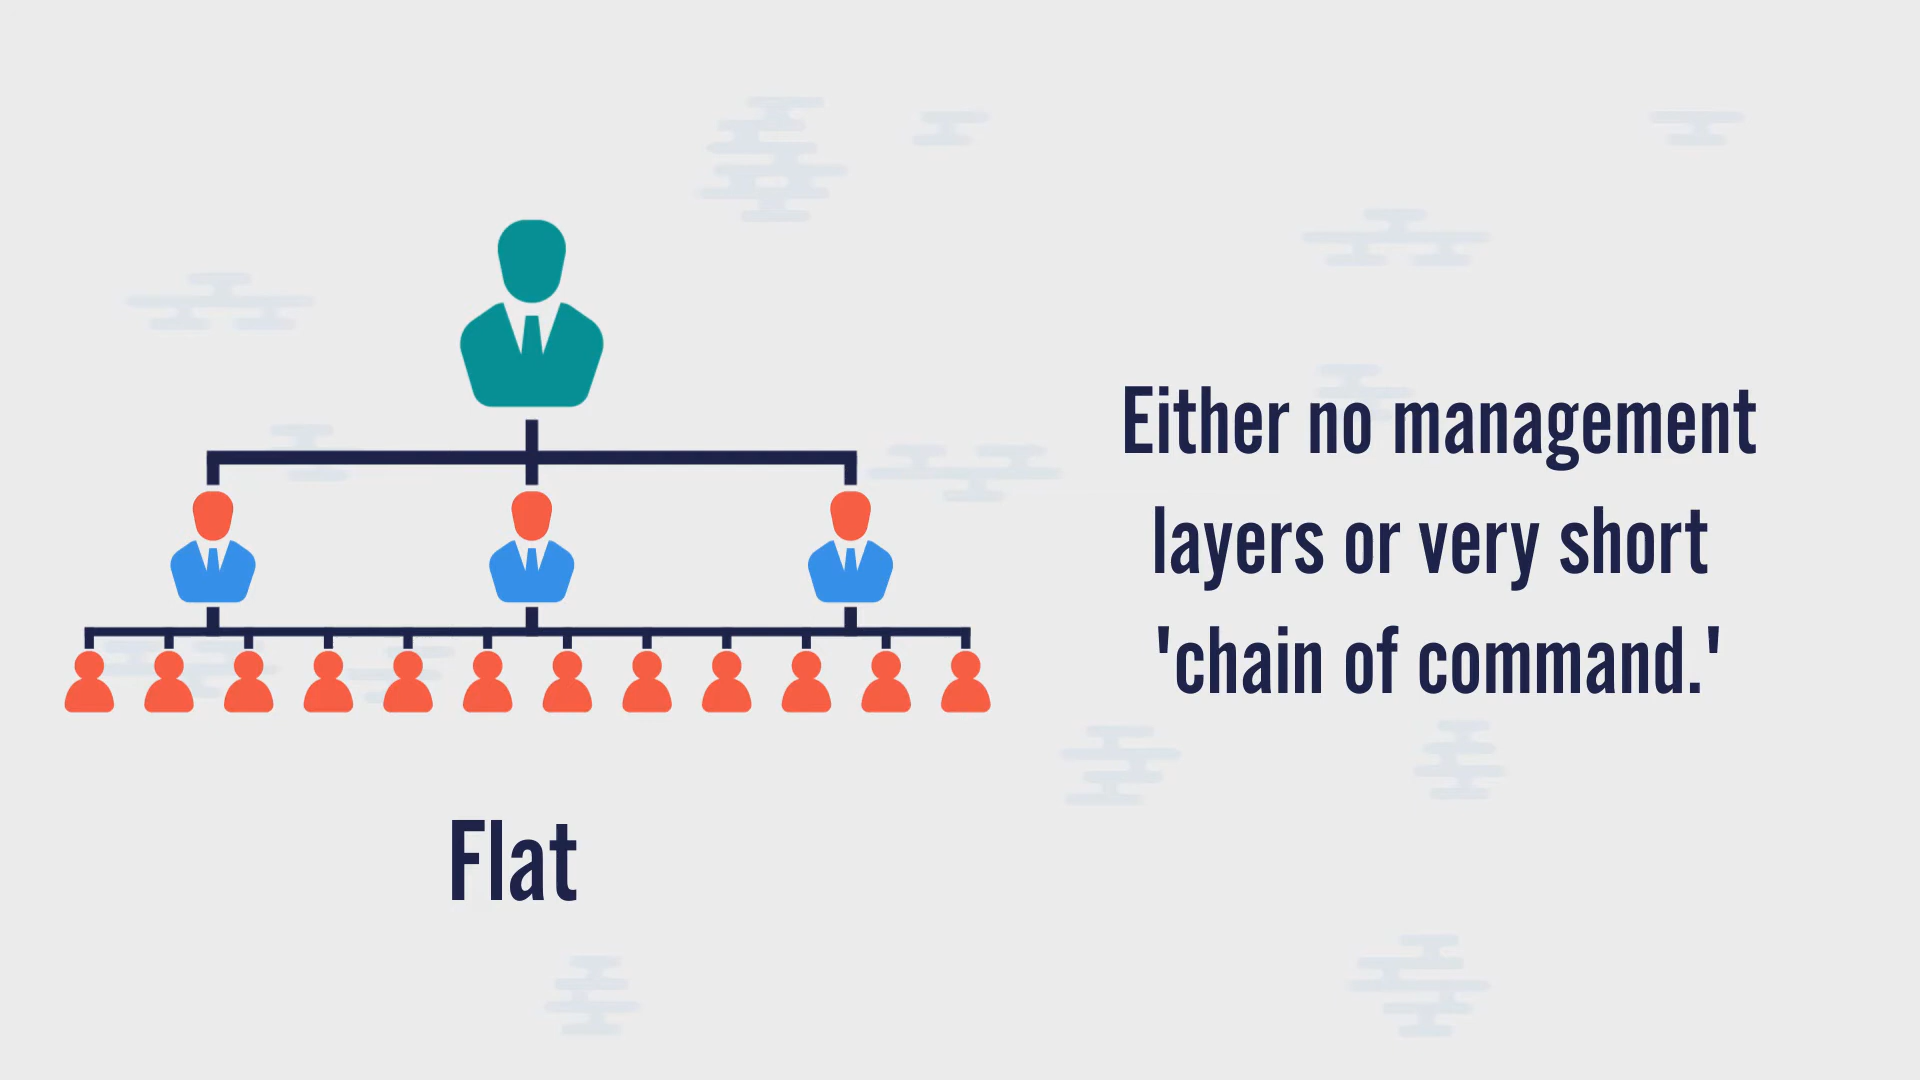 Either no management
layers or very short
'chain of command.'
Flat